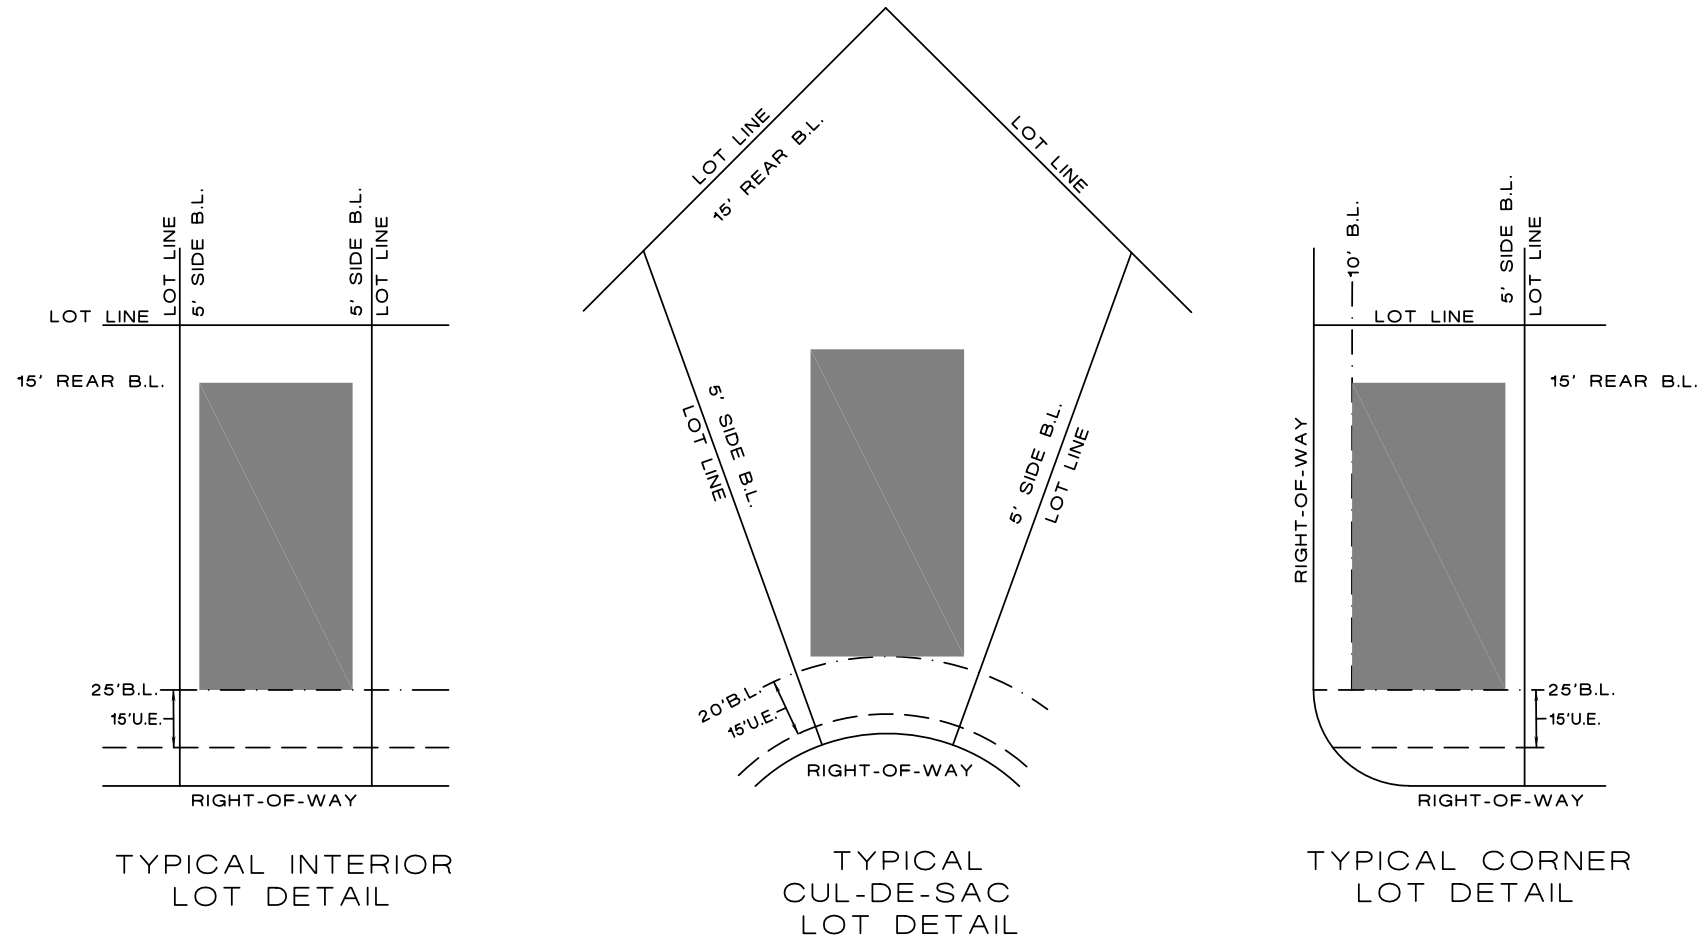 LOT LINE
5' SIDE B.L.
5' SIDE B.L.
LOT LINE
LOT LINE
15' REAR B.L.
25'B.L.
15'U.E.
RIGHT-OF-WAY
TYPICAL INTERIOR
LOT DETAIL
LOT LINE
15' REAR B.L.
LOT LINE
5' SIDE B.L.
LOT LINE
5' SIDE B.L.
LOT LINE
20'B.L.
15'U.E.
RIGHT-OF-WAY
TYPICAL
CUL-DE-SAC
LOT DETAIL
10' B.L.
5' SIDE B.L.
LOT LINE
LOT LINE
15' REAR B.L.
RIGHT-OF-WAY
25'B.L.
15'U.E.
RIGHT-OF-WAY
TYPICAL CORNER
LOT DETAIL